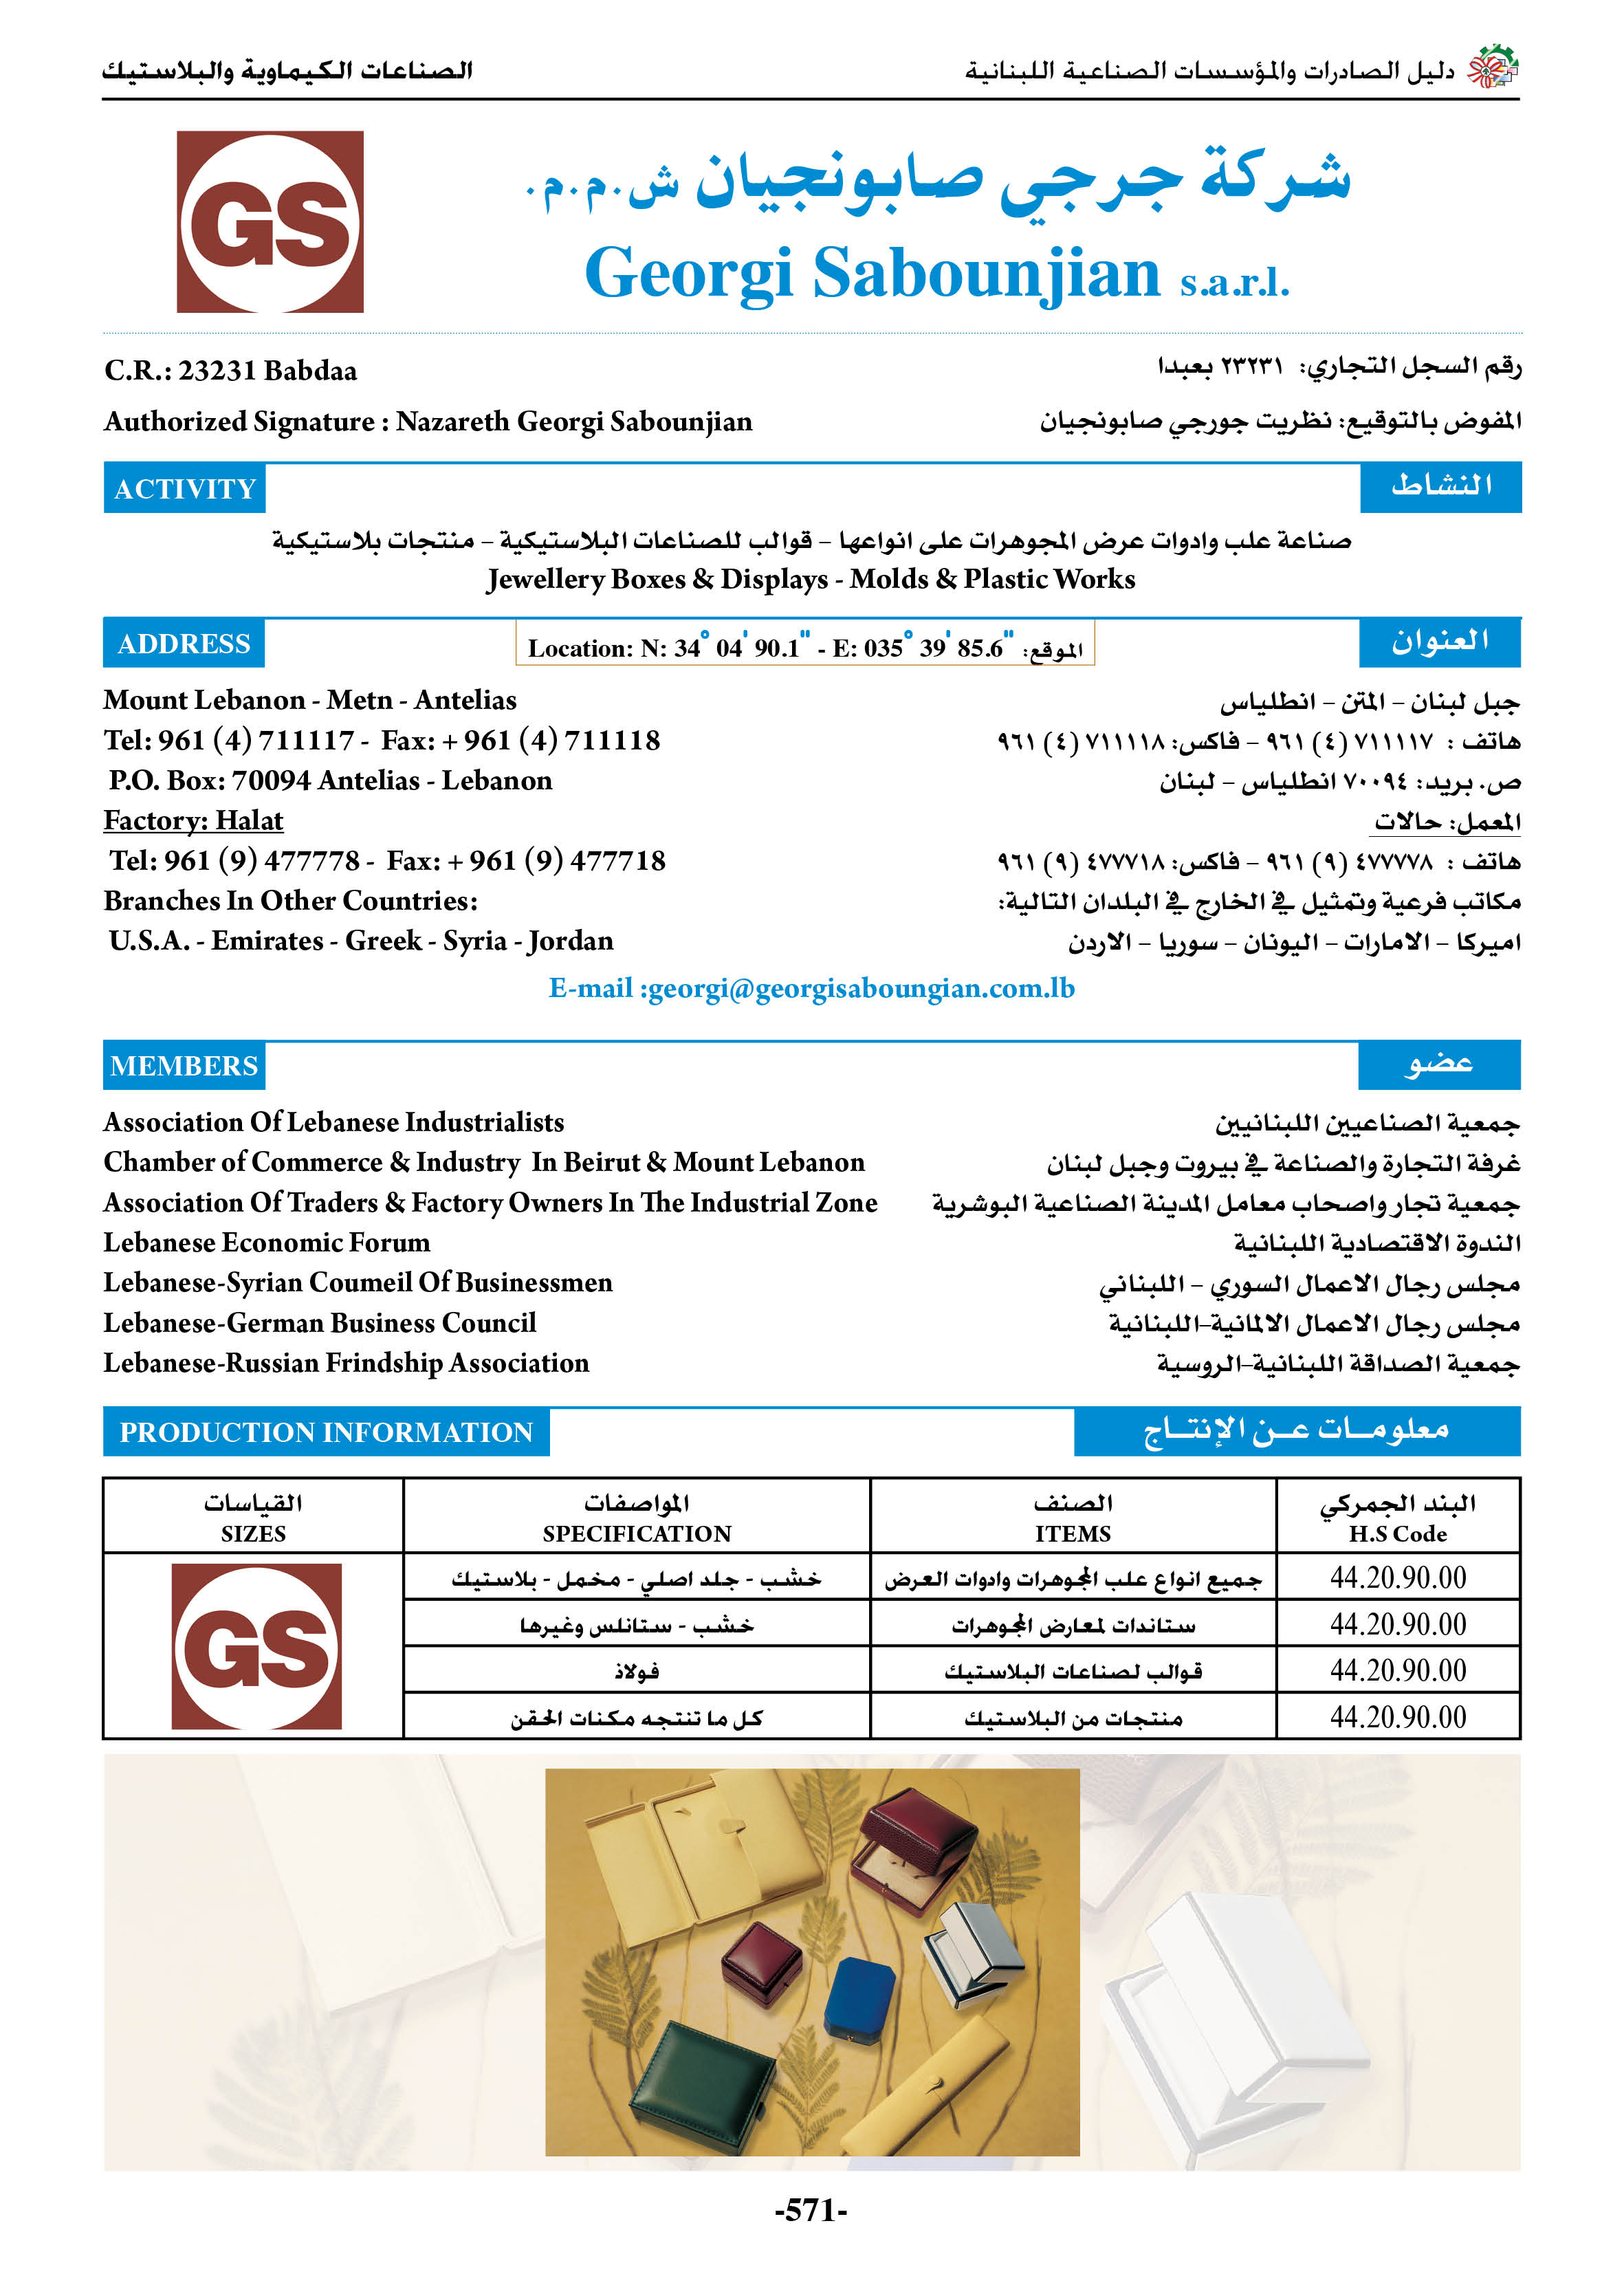 دليل الصادرات والمؤسسات الصناعية اللبنانية
الصناعات الكيماوية والبلاستيك
GS
شركة جرجي صابونجيان ش.م.م.
Georgi Sabounjian s.a.r.l.
C.R.: 23231 Babdaa
رقم السجل التجاري: ٢٣٢٣١ بعبدا
Authorized Signature : Nazareth Georgi Sabounjian
المفوض بالتوقيع: نظريت جورجي صابونجيان
ACTIVITY
النشاط
صناعة علب وادوات عرض المجوهرات على انواعها – قوالب للصناعات البلاستيكية – منتجات بلاستيكية
Jewellery Boxes & Displays - Molds & Plastic Works
ADDRESS
Location: N: 34° 04' 90.1" - E: 035° 39' 85.6" الموقع:
العنوان
Mount Lebanon - Metn - Antelias
جبل لبنان – المتن – انطلياس
Tel: 961 (4) 711117 - Fax: + 961 (4) 711118
هاتف : ٧١١١١٧ (٤) ٩٦١ – فاكس: ٧١١١١٨ (٤) ٩٦١
P.O. Box: 70094 Antelias - Lebanon
ص. بريد: ٧٠٠٩٤ انطلياس – لبنان
Factory: Halat
المعمل: حالات
Tel: 961 (9) 477778 - Fax: + 961 (9) 477718
هاتف : ٤٧٧٧٧٨ (٩) ٩٦١ – فاكس: ٤٧٧٧١٨ (٩) ٩٦١
Branches In Other Countries:
مكاتب فرعية وتمثيل في الخارج في البلدان التالية:
U.S.A. - Emirates - Greek - Syria - Jordan
اميركا – الامارات – اليونان – سوريا – الاردن
E-mail :georgi@georgisaboungian.com.lb
MEMBERS
عضو
Association Of Lebanese Industrialists
جمعية الصناعيين اللبنانيين
Chamber of Commerce & Industry In Beirut & Mount Lebanon
غرفة التجارة والصناعة في بيروت وجبل لبنان
Association Of Traders & Factory Owners In The Industrial Zone
جمعية تجار واصحاب معامل المدينة الصناعية البوشرية
Lebanese Economic Forum
الندوة الاقتصادية اللبنانية
Lebanese-Syrian Coumeil Of Businessmen
مجلس رجال الاعمال السوري – اللبناني
Lebanese-German Business Council
مجلس رجال الاعمال الالمانية–اللبنانية
Lebanese-Russian Frindship Association
جمعية الصداقة اللبنانية–الروسية
PRODUCTION INFORMATION
معلومـات عـن الإنتـاج
القياسات المواصفات الصنف البند الجمركي
SIZES SPECIFICATION ITEMS H.S Code
خشب - جلد اصلي - مخمل - بلاستيك جميع انواع علب المجوهرات وادوات العرض 44.20.90.00
خشب - ستانلس وغيرها ستاندات لمعارض المجوهرات 44.20.90.00
GS
فولاذ قوالب لصناعات البلاستيك 44.20.90.00
كل ما تنتجه مكنات الحقن منتجات من البلاستيك 44.20.90.00
-571-